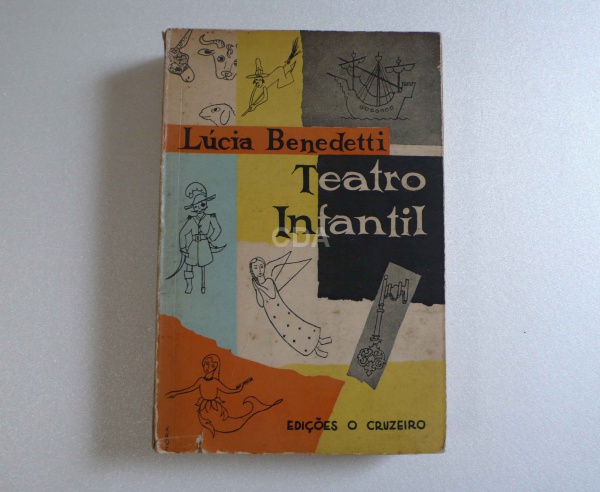 Lúcia Benedetti
Teatro
Infantil
CDA
EDIÇÕES O CRUZEIRO